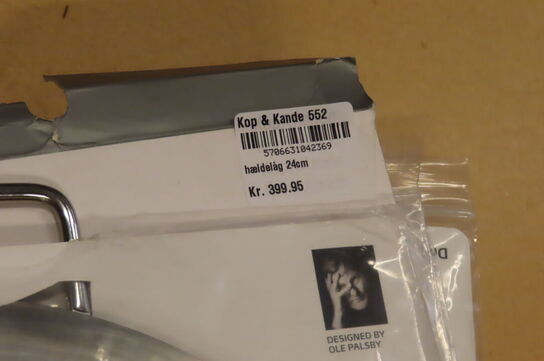 Kop & Kande 552
5706631042369
hældelåg 24cm
Kr. 399.95
DESIGNED BY
OLE PALSBY